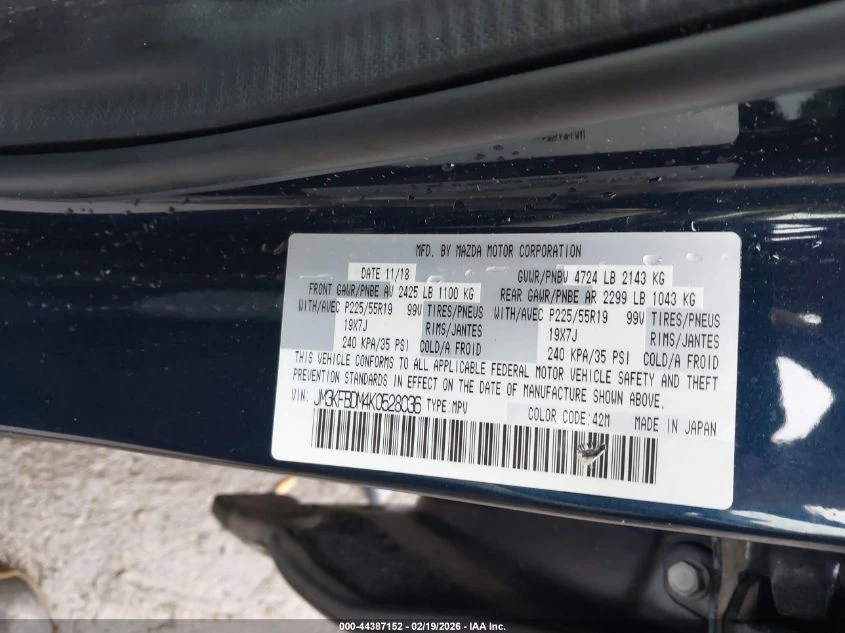 MFD. BY MAZDA MOTOR CORPORATION
DATE 11/18 GVWR/PNBV 4724 LB 2143 KG
FRONT GAWR/PNBE AV 2425 LB 1100 KG REAR GAWR/PNBE AR 2299 LB 1043 KG
WITH/AVEC P225/55R19 99V TIRES/PNEUS WITH/AVEC P225/55R19 99V TIRES/PNEUS
19X7J RIMS/JANTES 19X7J RIMS/JANTES
240 KPA/35 PSI COLD/A FROID 240 KPA/35 PSI COLD/A FROID
THIS VEHICLE CONFORMS TO ALL APPLICABLE FEDERAL MOTOR VEHICLE SAFETY AND THEFT
PREVENTION STANDARDS IN EFFECT ON THE DATE OF MANUFACTURE SHOWN ABOVE.
VIN: JM3KFBDM4K0528036 TYPE:MPV COLOR CODE:42M MADE IN JAPAN
000-44387152 - 02/19/2026 - IAA Inc.